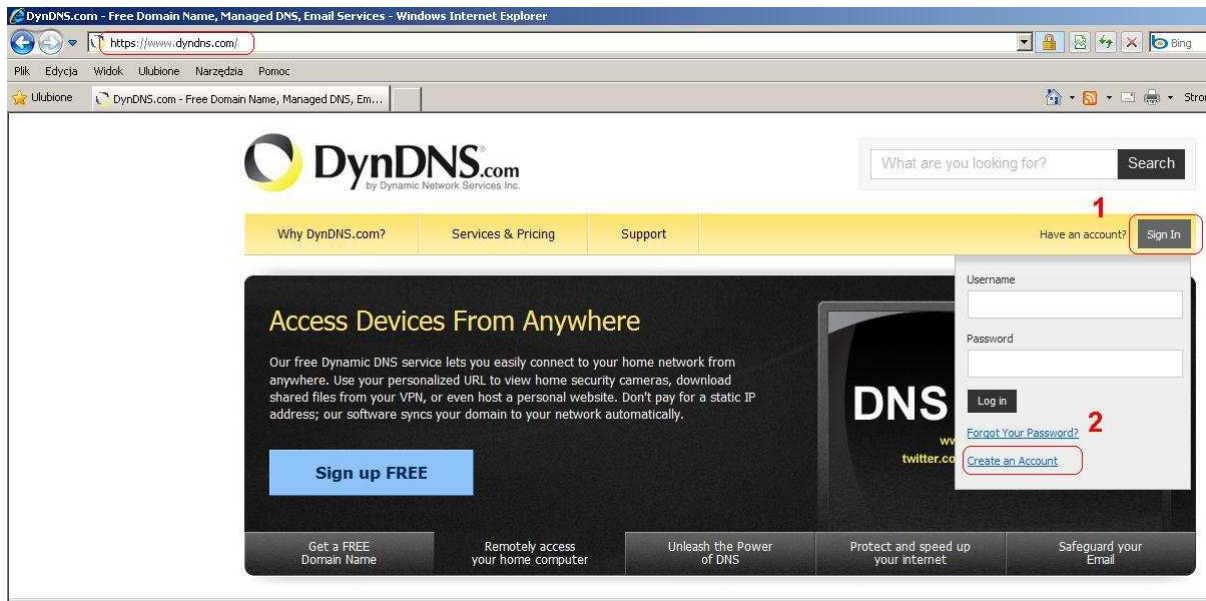 DynDNS.com - Free Domain Name, Managed DNS, Email Services - Windows Internet Explorer
https://www.dyndns.com/
Bing
Plik Edycja Widok Ulubione Narzędzia Pomoc
Ulubione
DynDNS.com - Free Domain Name, Managed DNS, Em...
Stro
DynDNS.com
by Dynamic Network Services Inc.
What are you looking for?
Search
1
Why DynDNS.com?
Services & Pricing
Support
Have an account?
Sign In
Username
Password
Log in
Forgot Your Password?
2
Create an Account
Access Devices From Anywhere
Our free Dynamic DNS service lets you easily connect to your home network from
anywhere. Use your personalized URL to view home security cameras, download
shared files from your VPN, or even host a personal website. Don't pay for a static IP
address; our software syncs your domain to your network automatically.
Sign up FREE
DNS
ww
twitter.co
Get a FREE
Domain Name
Remotely access
your home computer
Unleash the Power
of DNS
Protect and speed up
your internet
Safeguard your
Email